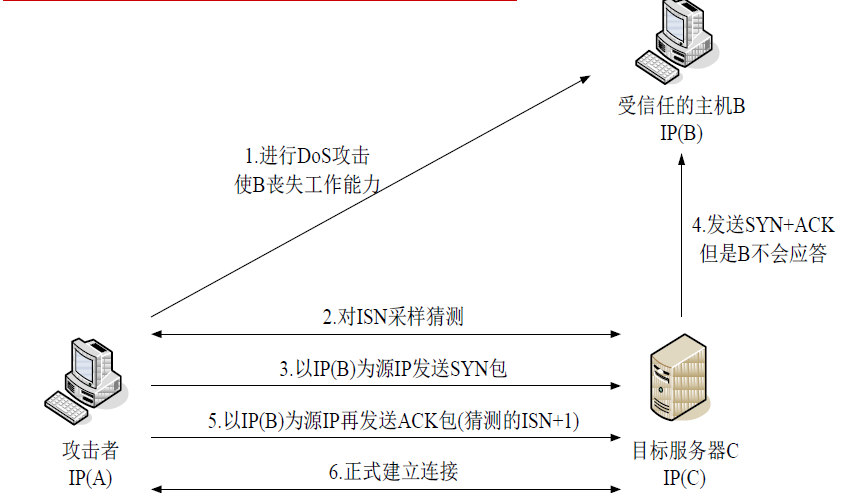 受信任的主机B
IP(B)
1.进行DoS攻击
使B丧失工作能力
4.发送SYN+ACK
但是B不会应答
2.对ISN采样猜测
3.以IP(B)为源IP发送SYN包
5.以IP(B)为源IP再发送ACK包(猜测的ISN+1)
攻击者
IP(A)
目标服务器C
IP(C)
6.正式建立连接